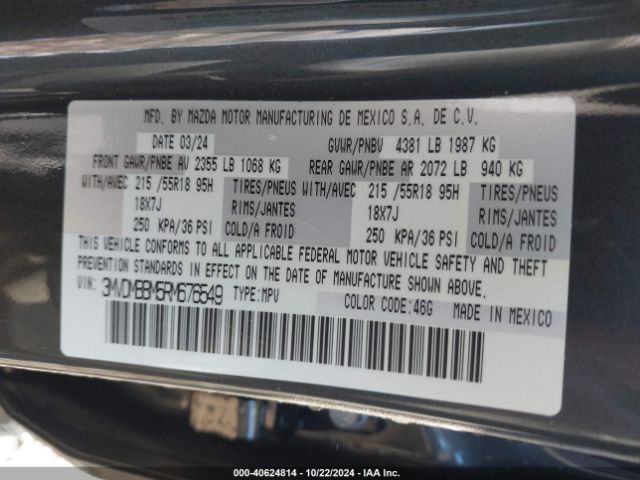 MFD. BY MAZDA MOTOR MANUFACTURING DE MEXICO S.A. DE C.V.
DATE 03/24 GVWR/PNBV 4381 LB 1987 KG
FRONT GAWR/PNBE AV 2355 LB 1068 KG REAR GAWR/PNBE AR 2072 LB 940 KG
WITH/AVEC 215 /55R18 95H TIRES/PNEUS WITH/AVEC 215 /55R18 95H TIRES/PNEUS
18X7J RIMS/JANTES 18X7J RIMS/JANTES
250 KPA/36 PSI COLD/A FROID 250 KPA/36 PSI COLD/A FROID
THIS VEHICLE CONFORMS TO ALL APPLICABLE FEDERAL MOTOR VEHICLE SAFETY AND THEFT
PREVENTION STANDARDS IN EFFECT ON THE DATE OF MANUFACTURE SHOWN ABOVE.
VIN: 3MVDMBBM5RM676549 TYPE:MPV COLOR CODE:46G MADE IN MEXICO
000-40624814 - 10/22/2024 - IAA Inc.